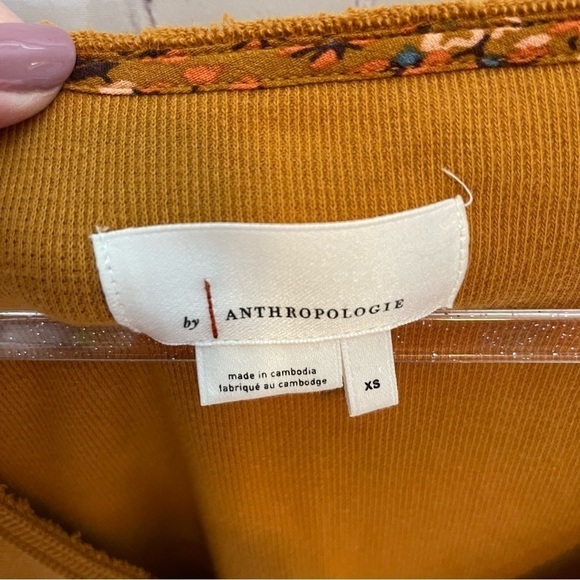 by ANTHROPOLOGIE
made in cambodia
fabriqué au cambodge
XS